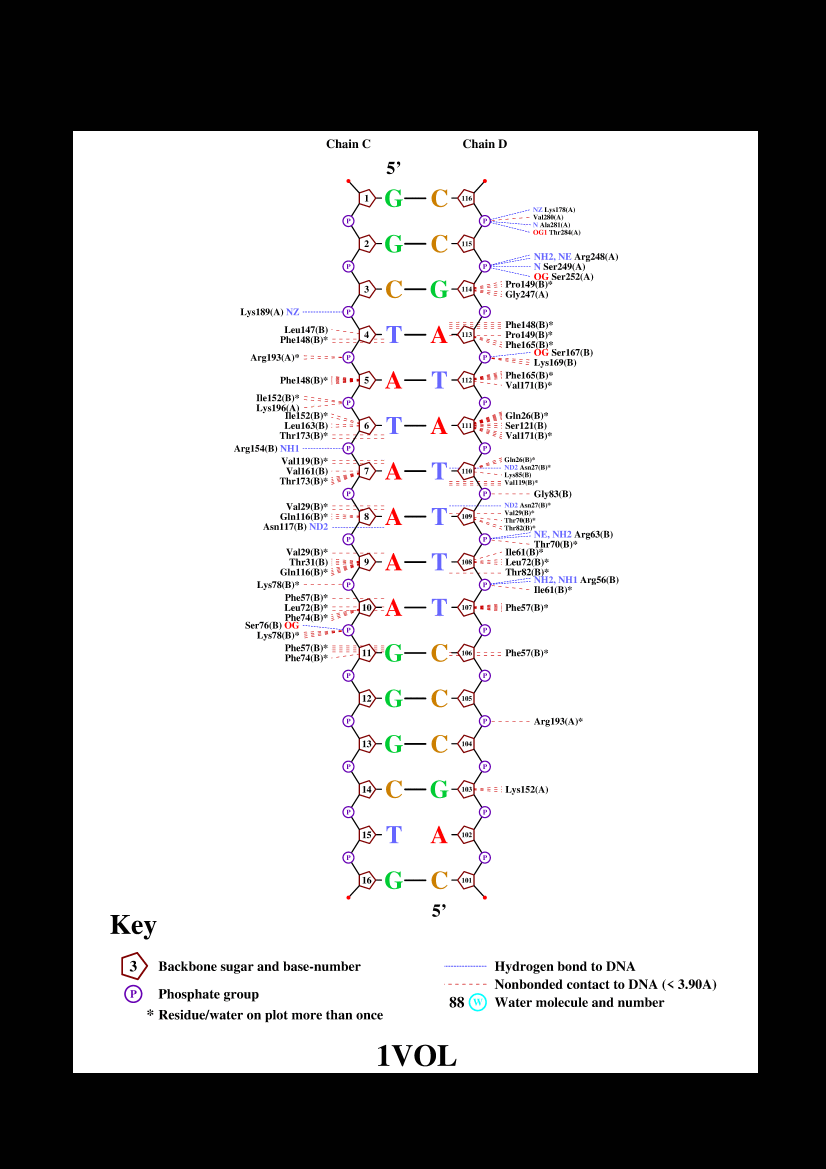 Chain C Chain D
5’
1 G C 116
P P
NZ Lys178(A)
Val280(A)
N Ala281(A)
OG1 Thr284(A)
2 G C 115
P P
NH2, NE Arg248(A)
N Ser249(A)
OG Ser252(A)
3 C G 114
Pro149(B)*
Gly247(A)
Lys189(A) NZ P P
Leu147(B)
Phe148(B)*
4 T A 113
Phe148(B)*
Pro149(B)*
Phe165(B)*
Arg193(A)* P P
OG Ser167(B)
Lys169(B)
Phe148(B)* 5 A T 112
Phe165(B)*
Val171(B)*
Ile152(B)*
Lys196(A)
P P
Ile152(B)*
Leu163(B)
Thr173(B)*
6 T A 111
Gln26(B)*
Ser121(B)
Val171(B)*
Arg154(B) NH1 P P
Val119(B)*
Val161(B)
Thr173(B)*
7 A T 110
Gln26(B)*
ND2 Asn27(B)*
Lys85(B)
Val119(B)*
P P Gly83(B)
Val29(B)*
Gln116(B)*
Asn117(B) ND2
8 A T 109
ND2 Asn27(B)*
Val29(B)*
Thr70(B)*
Thr82(B)*
P P
NE, NH2 Arg63(B)
Thr70(B)*
Val29(B)*
Thr31(B)
Gln116(B)*
9 A T 108
Ile61(B)*
Leu72(B)*
Thr82(B)*
Lys78(B)* P P
NH2, NH1 Arg56(B)
Ile61(B)*
Phe57(B)*
Leu72(B)*
Phe74(B)*
10 A T 107 Phe57(B)*
Ser76(B) OG
Lys78(B)*
P P
Phe57(B)*
Phe74(B)*
11 G C 106 Phe57(B)*
P P
12 G C 105
P P Arg193(A)*
13 G C 104
P P
14 C G 103 Lys152(A)
P P
15 T A 102
P P
16 G C 101
5’
Key
3 Backbone sugar and base-number
P Phosphate group
* Residue/water on plot more than once
Hydrogen bond to DNA
Nonbonded contact to DNA (< 3.90A)
88 W Water molecule and number
1VOL